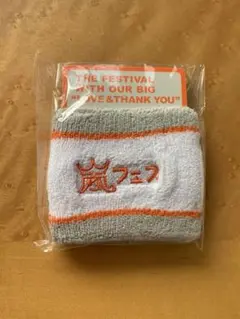 THE FESTIVAL
WITH OUR BIG
"LOVE & THANK YOU"
嵐フェス